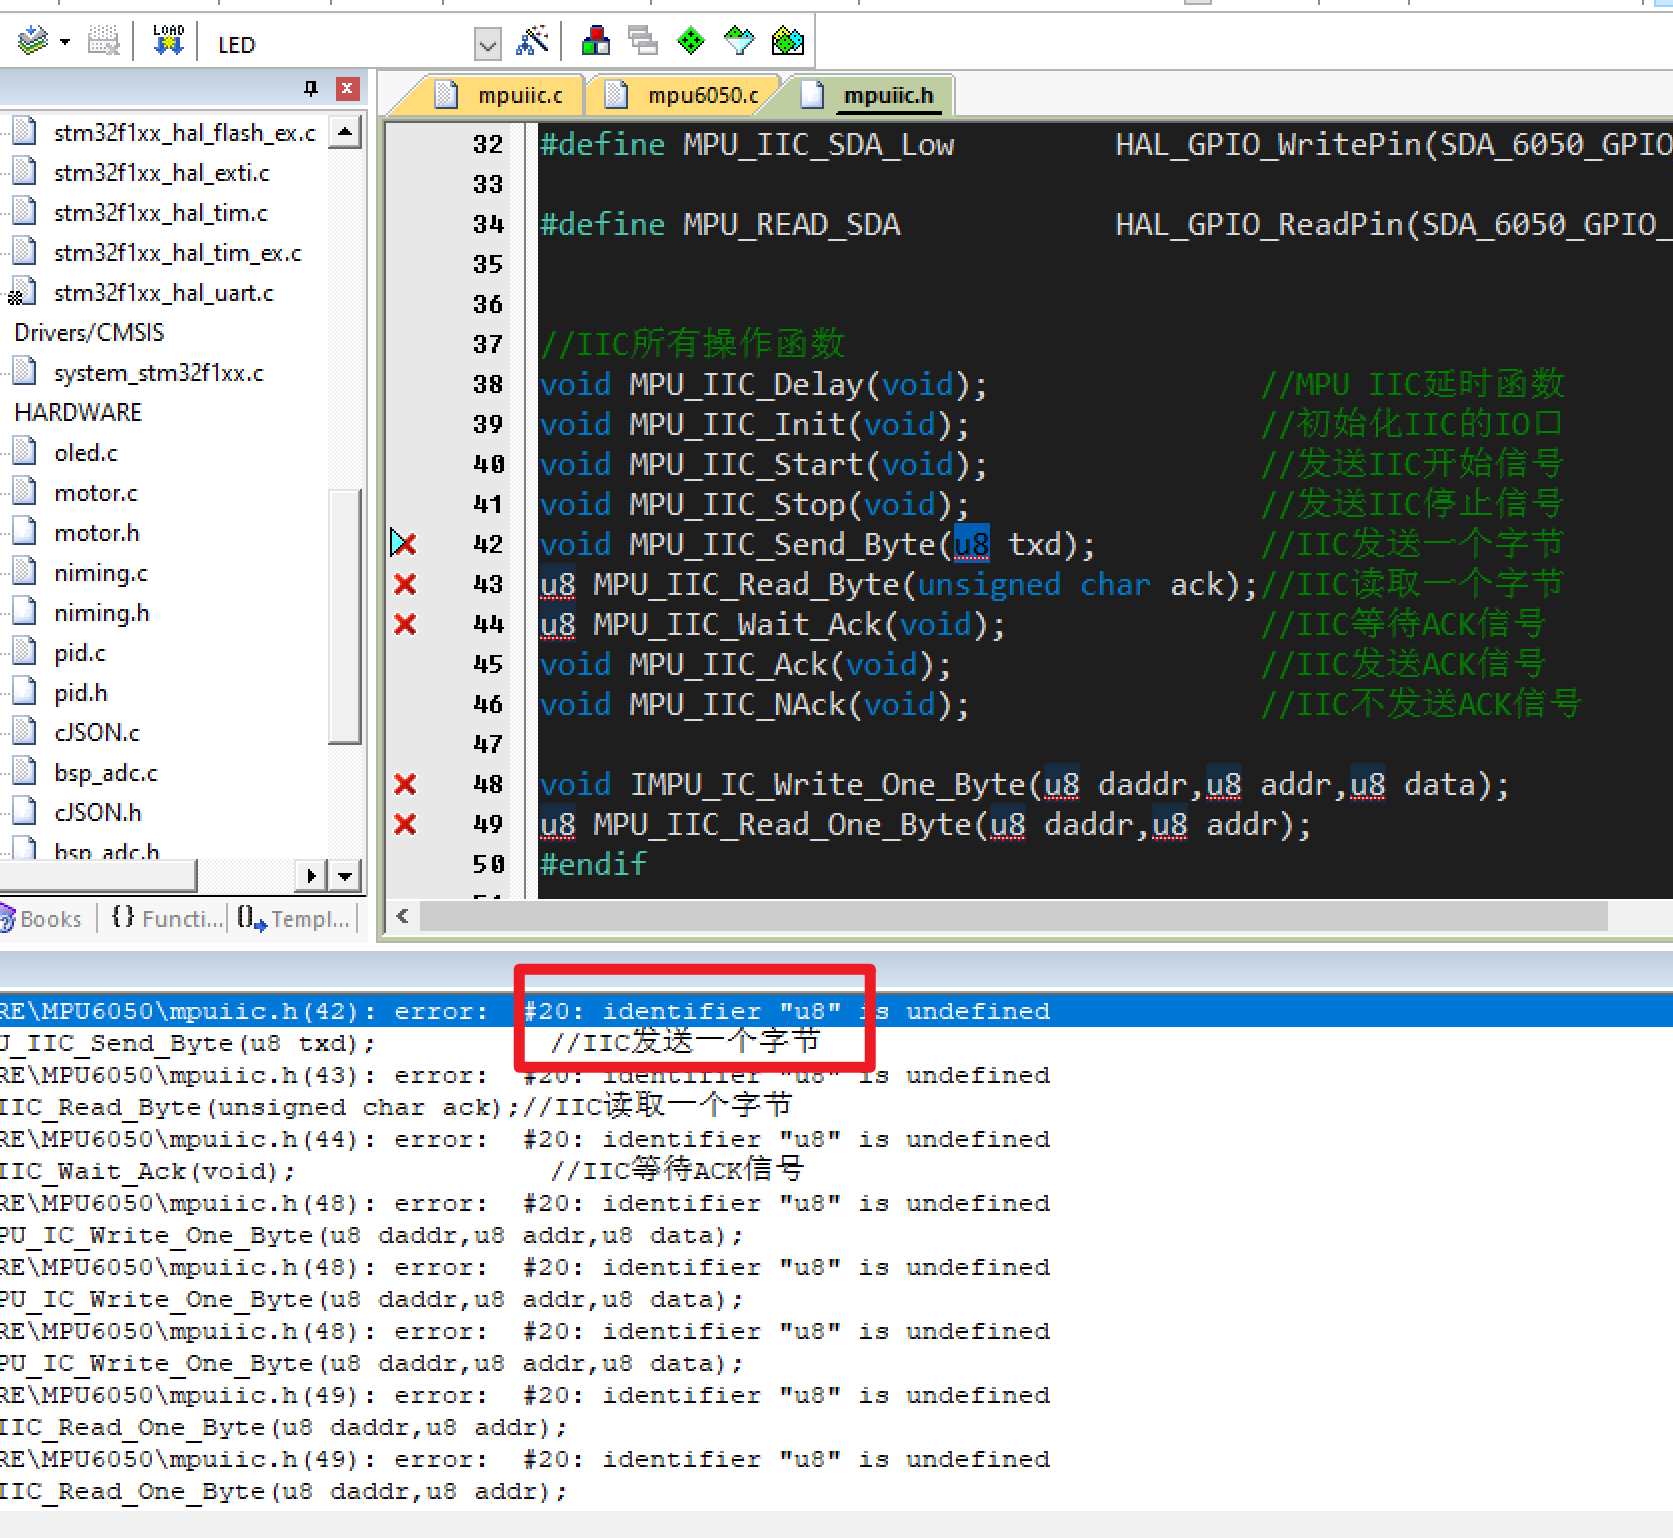 LOAD
LED
mpuiic.c
mpu6050.c
mpuiic.h
stm32f1xx_hal_flash_ex.c
stm32f1xx_hal_exti.c
stm32f1xx_hal_tim.c
stm32f1xx_hal_tim_ex.c
stm32f1xx_hal_uart.c
Drivers/CMSIS
system_stm32f1xx.c
HARDWARE
oled.c
motor.c
motor.h
niming.c
niming.h
pid.c
pid.h
cJSON.c
bsp_adc.c
cJSON.h
bsp_adc.h
Books
{} Functi...
Templ...
32 #define MPU_IIC_SDA_Low HAL_GPIO_WritePin(SDA_6050_GPIO
33
34 #define MPU_READ_SDA HAL_GPIO_ReadPin(SDA_6050_GPIO_
35
36
37 //IIC所有操作函数
38 void MPU_IIC_Delay(void); //MPU IIC延时函数
39 void MPU_IIC_Init(void); //初始化IIC的IO口
40 void MPU_IIC_Start(void); //发送IIC开始信号
41 void MPU_IIC_Stop(void); //发送IIC停止信号
42 void MPU_IIC_Send_Byte(u8 txd); //IIC发送一个字节
43 u8 MPU_IIC_Read_Byte(unsigned char ack);//IIC读取一个字节
44 u8 MPU_IIC_Wait_Ack(void); //IIC等待ACK信号
45 void MPU_IIC_Ack(void); //IIC发送ACK信号
46 void MPU_IIC_NAck(void); //IIC不发送ACK信号
47
48 void IMPU_IC_Write_One_Byte(u8 daddr,u8 addr,u8 data);
49 u8 MPU_IIC_Read_One_Byte(u8 daddr,u8 addr);
50 #endif
RE\MPU6050\mpuiic.h(42): error: #20: identifier "u8" is undefined
U_IIC_Send_Byte(u8 txd); //IIC发送一个字节
RE\MPU6050\mpuiic.h(43): error: #20: identifier "u8" is undefined
IIC_Read_Byte(unsigned char ack);//IIC读取一个字节
RE\MPU6050\mpuiic.h(44): error: #20: identifier "u8" is undefined
IIC_Wait_Ack(void); //IIC等待ACK信号
RE\MPU6050\mpuiic.h(48): error: #20: identifier "u8" is undefined
PU_IC_Write_One_Byte(u8 daddr,u8 addr,u8 data);
RE\MPU6050\mpuiic.h(48): error: #20: identifier "u8" is undefined
PU_IC_Write_One_Byte(u8 daddr,u8 addr,u8 data);
RE\MPU6050\mpuiic.h(48): error: #20: identifier "u8" is undefined
PU_IC_Write_One_Byte(u8 daddr,u8 addr,u8 data);
RE\MPU6050\mpuiic.h(49): error: #20: identifier "u8" is undefined
IIC_Read_One_Byte(u8 daddr,u8 addr);
RE\MPU6050\mpuiic.h(49): error: #20: identifier "u8" is undefined
IIC_Read_One_Byte(u8 daddr,u8 addr);